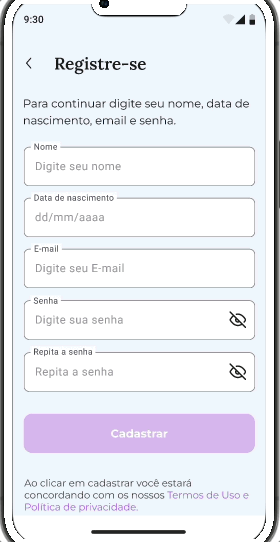 9:30
Registre-se
Para continuar digite seu nome, data de
nascimento, email e senha.
Nome
Digite seu nome
Data de nascimento
dd/mm/aaaa
E-mail
Digite seu E-mail
Senha
Digite sua senha
Repita a senha
Repita a senha
Cadastrar
Ao clicar em cadastrar você estará
concordando com os nossos Termos de Uso e
Política de privacidade.